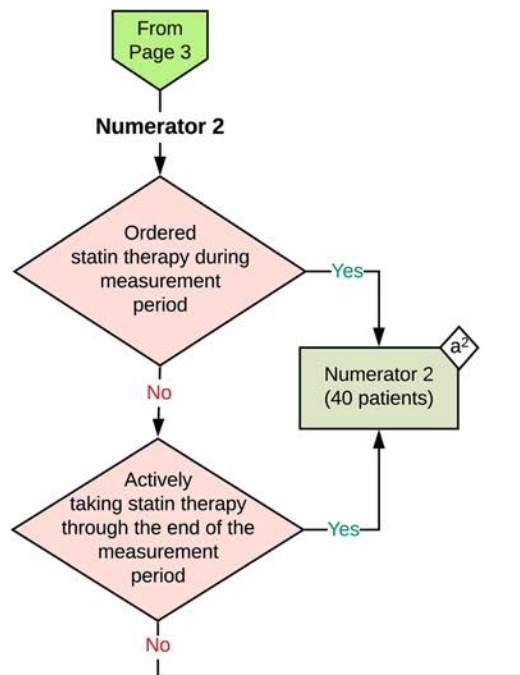 From
Page 3
Numerator 2
Ordered
statin therapy during
measurement
period
Yes
a²
Numerator 2
(40 patients)
No
Actively
taking statin therapy
through the end of the
measurement
period
Yes
No